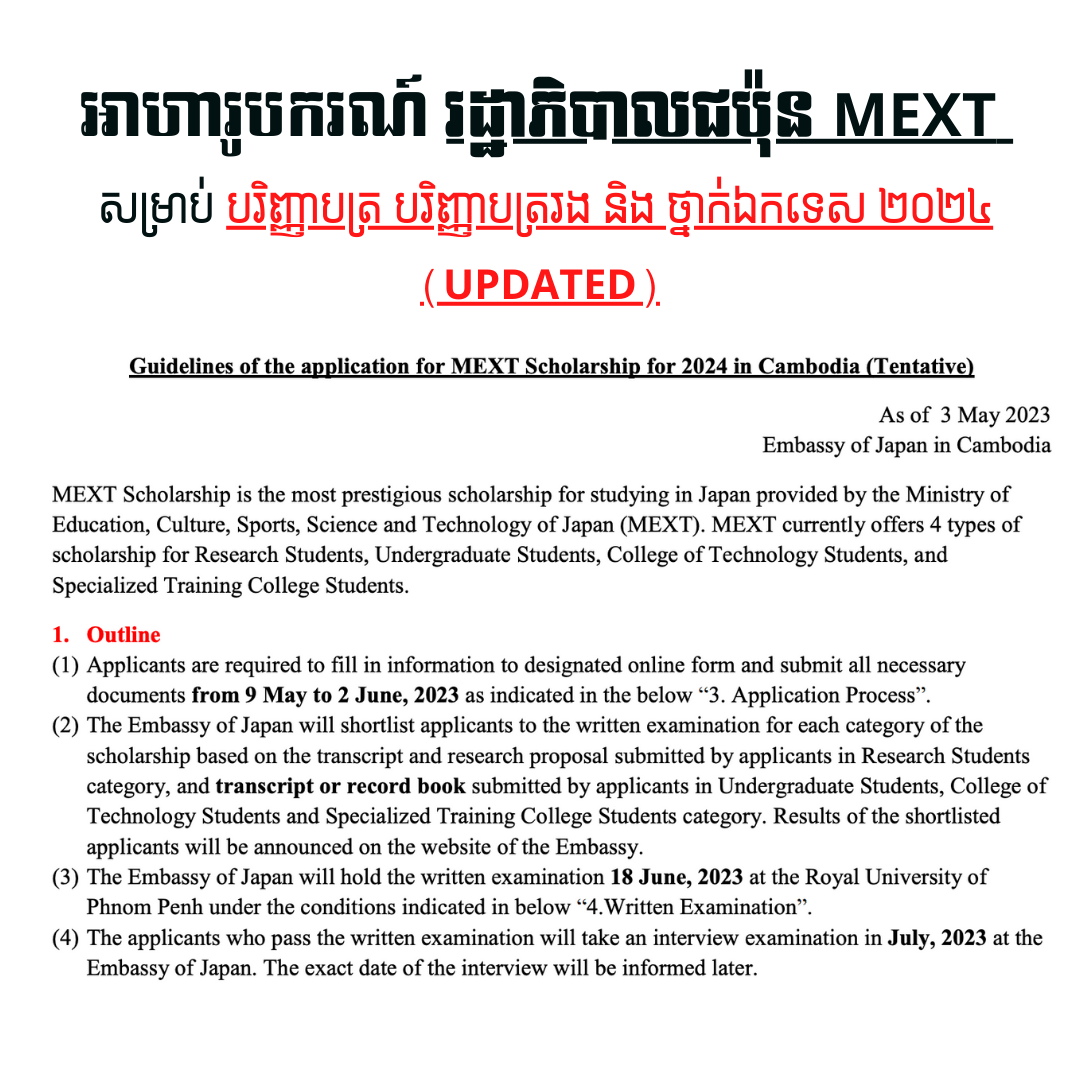 អាហារូបករណ៍ រដ្ឋាភិបាលជប៉ុន MEXT
សម្រាប់ បរិញ្ញាបត្រ បរិញ្ញាបត្ររង និង ថ្នាក់ឯកទេស ២០២៤
( UPDATED )
Guidelines of the application for MEXT Scholarship for 2024 in Cambodia (Tentative)
As of 3 May 2023
Embassy of Japan in Cambodia
MEXT Scholarship is the most prestigious scholarship for studying in Japan provided by the Ministry of
Education, Culture, Sports, Science and Technology of Japan (MEXT). MEXT currently offers 4 types of
scholarship for Research Students, Undergraduate Students, College of Technology Students, and
Specialized Training College Students.
1. Outline
(1) Applicants are required to fill in information to designated online form and submit all necessary
documents from 9 May to 2 June, 2023 as indicated in the below “3. Application Process”.
(2) The Embassy of Japan will shortlist applicants to the written examination for each category of the
scholarship based on the transcript and research proposal submitted by applicants in Research Students
category, and transcript or record book submitted by applicants in Undergraduate Students, College of
Technology Students and Specialized Training College Students category. Results of the shortlisted
applicants will be announced on the website of the Embassy.
(3) The Embassy of Japan will hold the written examination 18 June, 2023 at the Royal University of
Phnom Penh under the conditions indicated in below “4.Written Examination”.
(4) The applicants who pass the written examination will take an interview examination in July, 2023 at the
Embassy of Japan. The exact date of the interview will be informed later.